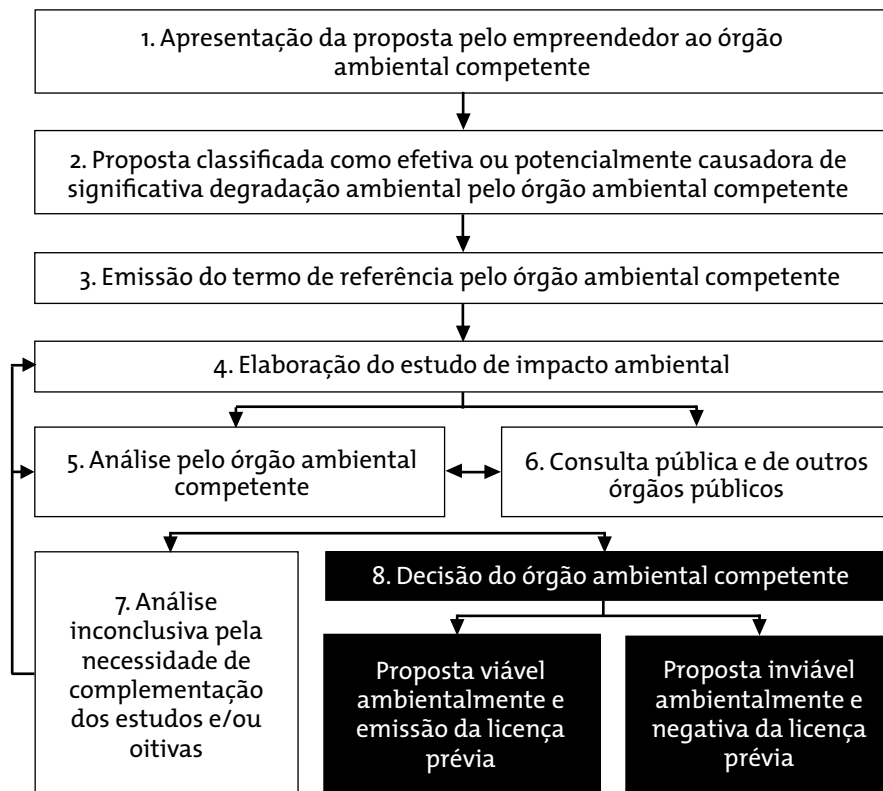 1. Apresentação da proposta pelo empreendedor ao órgão
ambiental competente
2. Proposta classificada como efetiva ou potencialmente causadora de
significativa degradação ambiental pelo órgão ambiental competente
3. Emissão do termo de referência pelo órgão ambiental competente
4. Elaboração do estudo de impacto ambiental
5. Análise pelo órgão ambiental
competente
6. Consulta pública e de outros
órgãos públicos
7. Análise
inconclusiva pela
necessidade de
complementação
dos estudos e/ou
oitivas
8. Decisão do órgão ambiental competente
Proposta viável
ambientalmente e
emissão da licença
prévia
Proposta inviável
ambientalmente e
negativa da licença
prévia